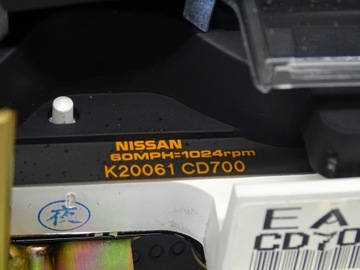 NISSAN
60MPH=1024rpm
K20061 CD700
夜
EA
CD70